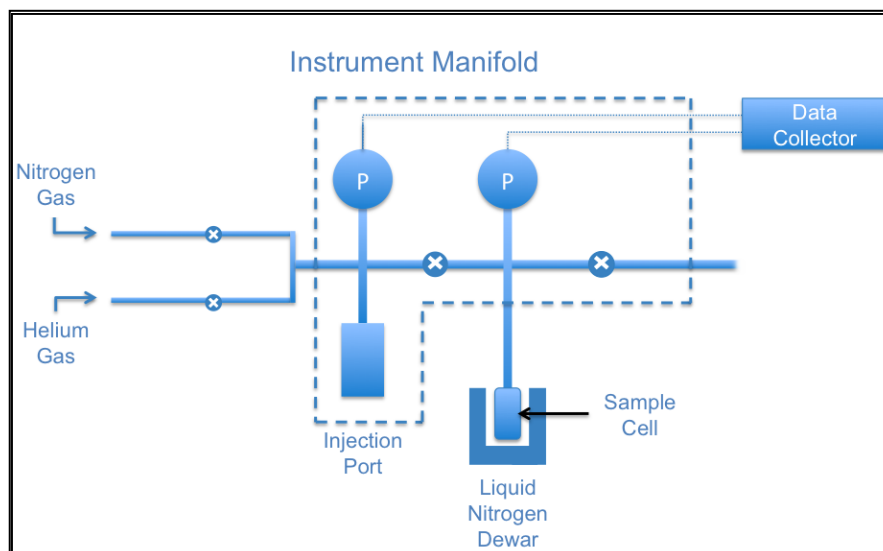 Instrument Manifold
Data
Collector
P
P
Nitrogen
Gas
Helium
Gas
Injection
Port
Sample
Cell
Liquid
Nitrogen
Dewar